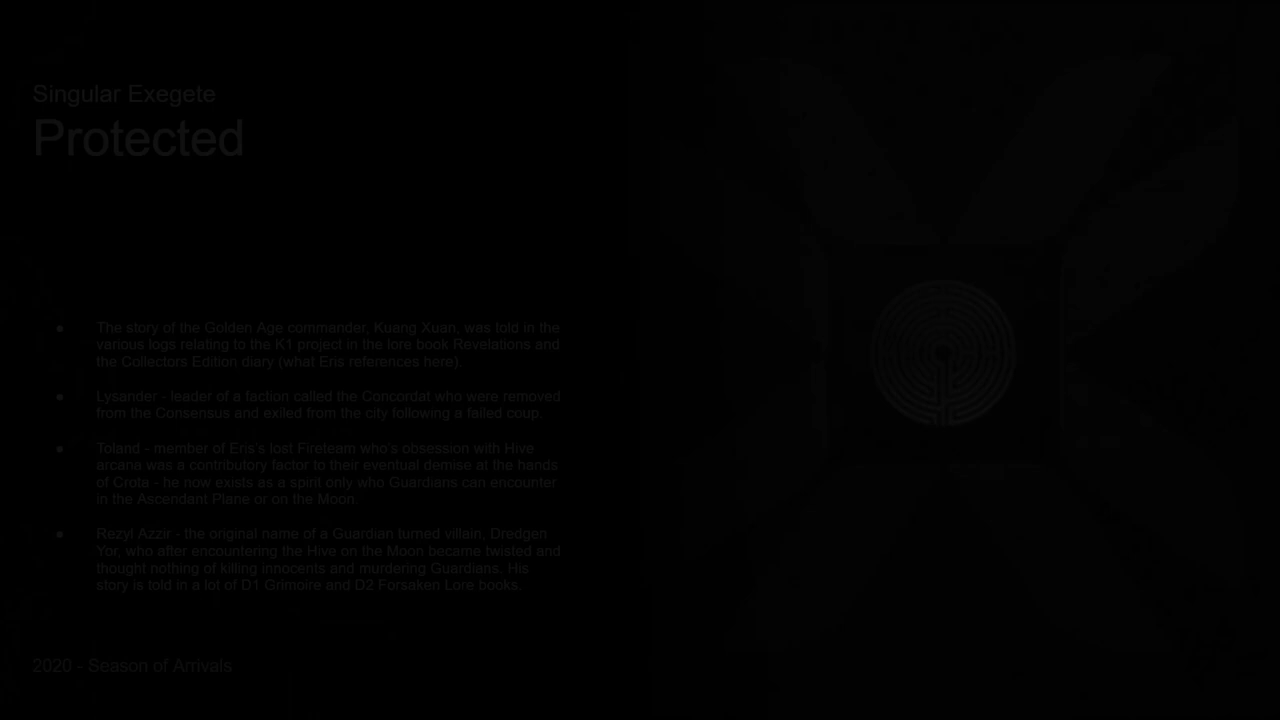 Singular Exegete
Protected
● The story of the Golden Age commander, Kuang Xuan, was told in the
various logs relating to the K1 project in the lore book Revelations and
the Collectors Edition diary (what Eris references here).
● Lysander - leader of a faction called the Concordat who were removed
from the Consensus and exiled from the city following a failed coup.
● Toland - member of Eris's lost Fireteam who's obsession with Hive
arcana was a contributory factor to their eventual demise at the hands
of Crota - he now exists as a spirit only who Guardians can encounter
in the Ascendant Plane or on the Moon.
● Rezyl Azzir - the original name of a Guardian turned villain, Dredgen
Yor, who after encountering the Hive on the Moon became twisted and
thought nothing of killing innocents and murdering Guardians. His
story is told in a lot of D1 Grimoire and D2 Forsaken Lore books.
2020 - Season of Arrivals